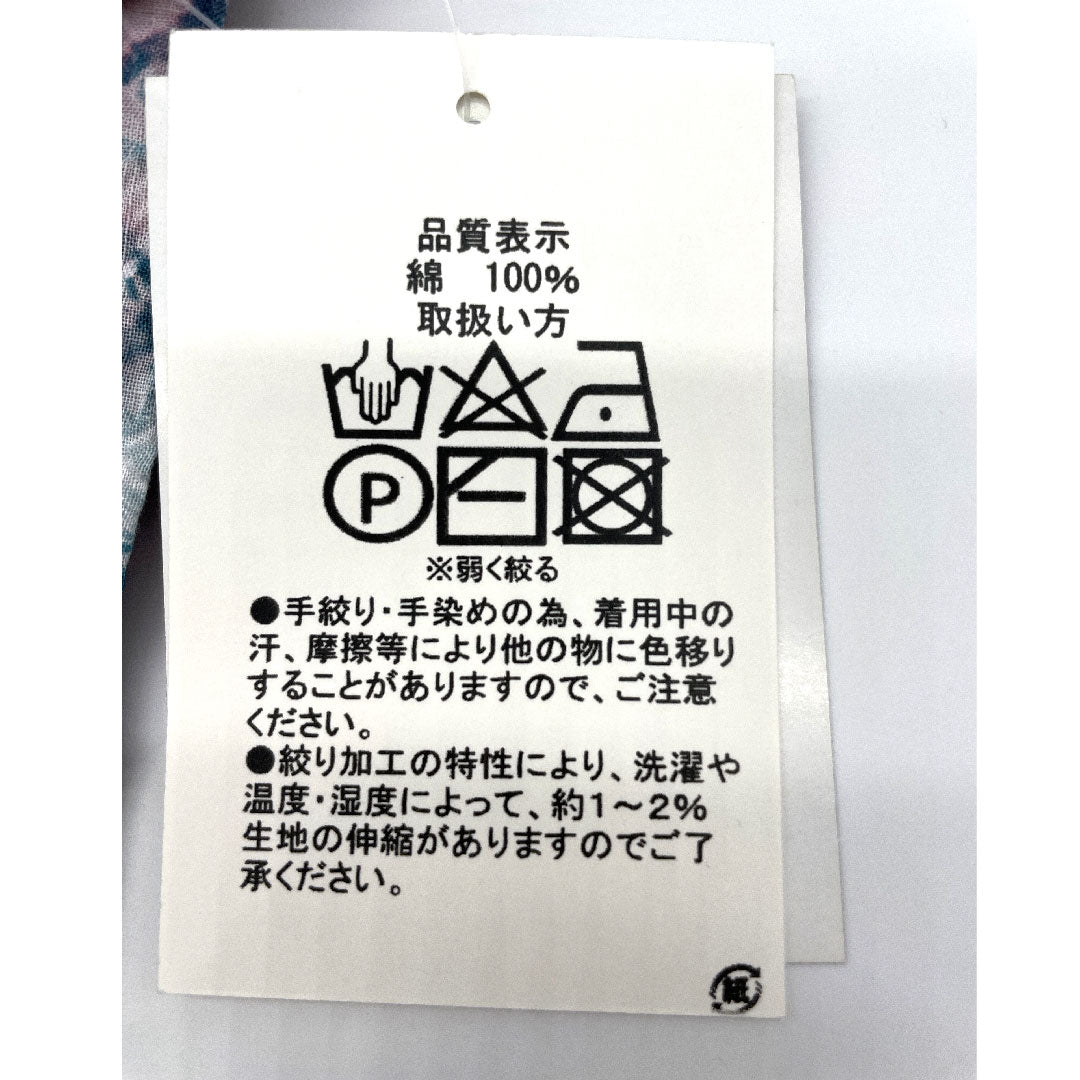 品質表示
綿　100%
取扱い方
P
※弱く絞る
●手絞り・手染めの為、着用中の
汗、摩擦等により他の物に色移り
することがありますので、ご注意
ください。
●絞り加工の特性により、洗濯や
温度・湿度によって、約1～2%
生地の伸縮がありますのでご了
承ください。
紙